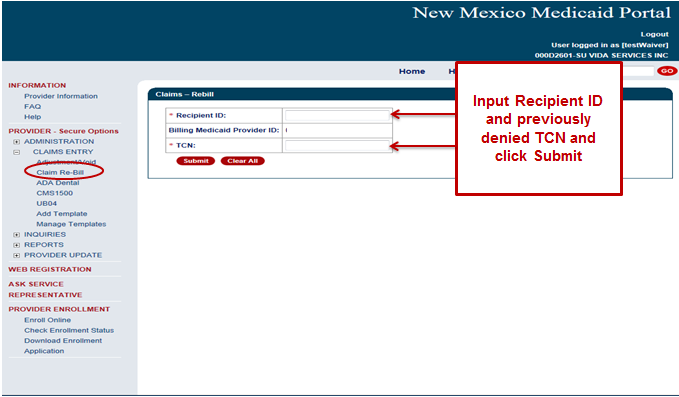 New Mexico Medicaid Portal
Logout
User logged in as [testWaiver]
000D2601-SU VIDA SERVICES INC
Home
H
GO
INFORMATION
Provider Information
FAQ
Help
PROVIDER - Secure Options
ADMINISTRATION
CLAIMS ENTRY
Adjustment/Void
Claim Re-Bill
ADA Dental
CMS1500
UB04
Add Template
Manage Templates
INQUIRIES
REPORTS
PROVIDER UPDATE
WEB REGISTRATION
ASK SERVICE
REPRESENTATIVE
PROVIDER ENROLLMENT
Enroll Online
Check Enrollment Status
Download Enrollment
Application
Claims – Rebill
* Recipient ID:
Billing Medicaid Provider ID:
* TCN:
Submit Clear All
Input Recipient ID
and previously
denied TCN and
click Submit